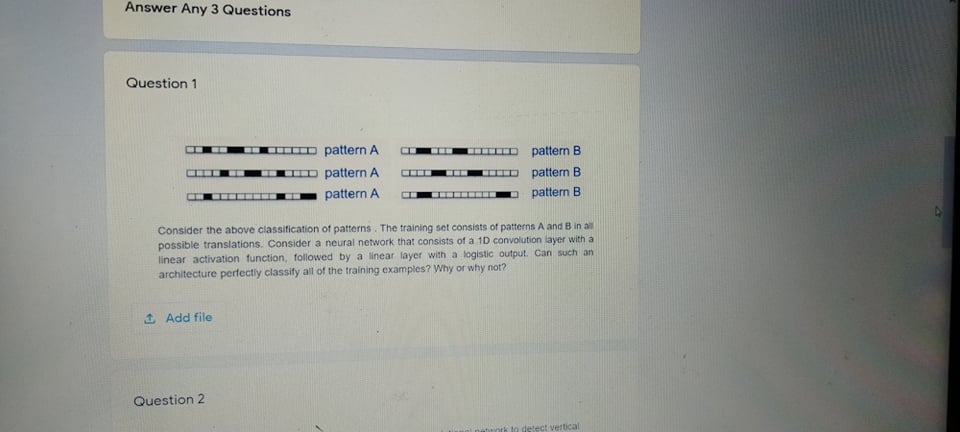 Answer Any 3 Questions
Question 1
pattern A pattern B
pattern A pattern B
pattern A pattern B
Consider the above classification of patterns . The training set consists of patterns A and B in all
possible translations. Consider a neural network that consists of a 1D convolution layer with a
linear activation function, followed by a linear layer with a logistic output. Can such an
architecture perfectly classify all of the training examples? Why or why not?
Add file
Question 2
network to detect vertical